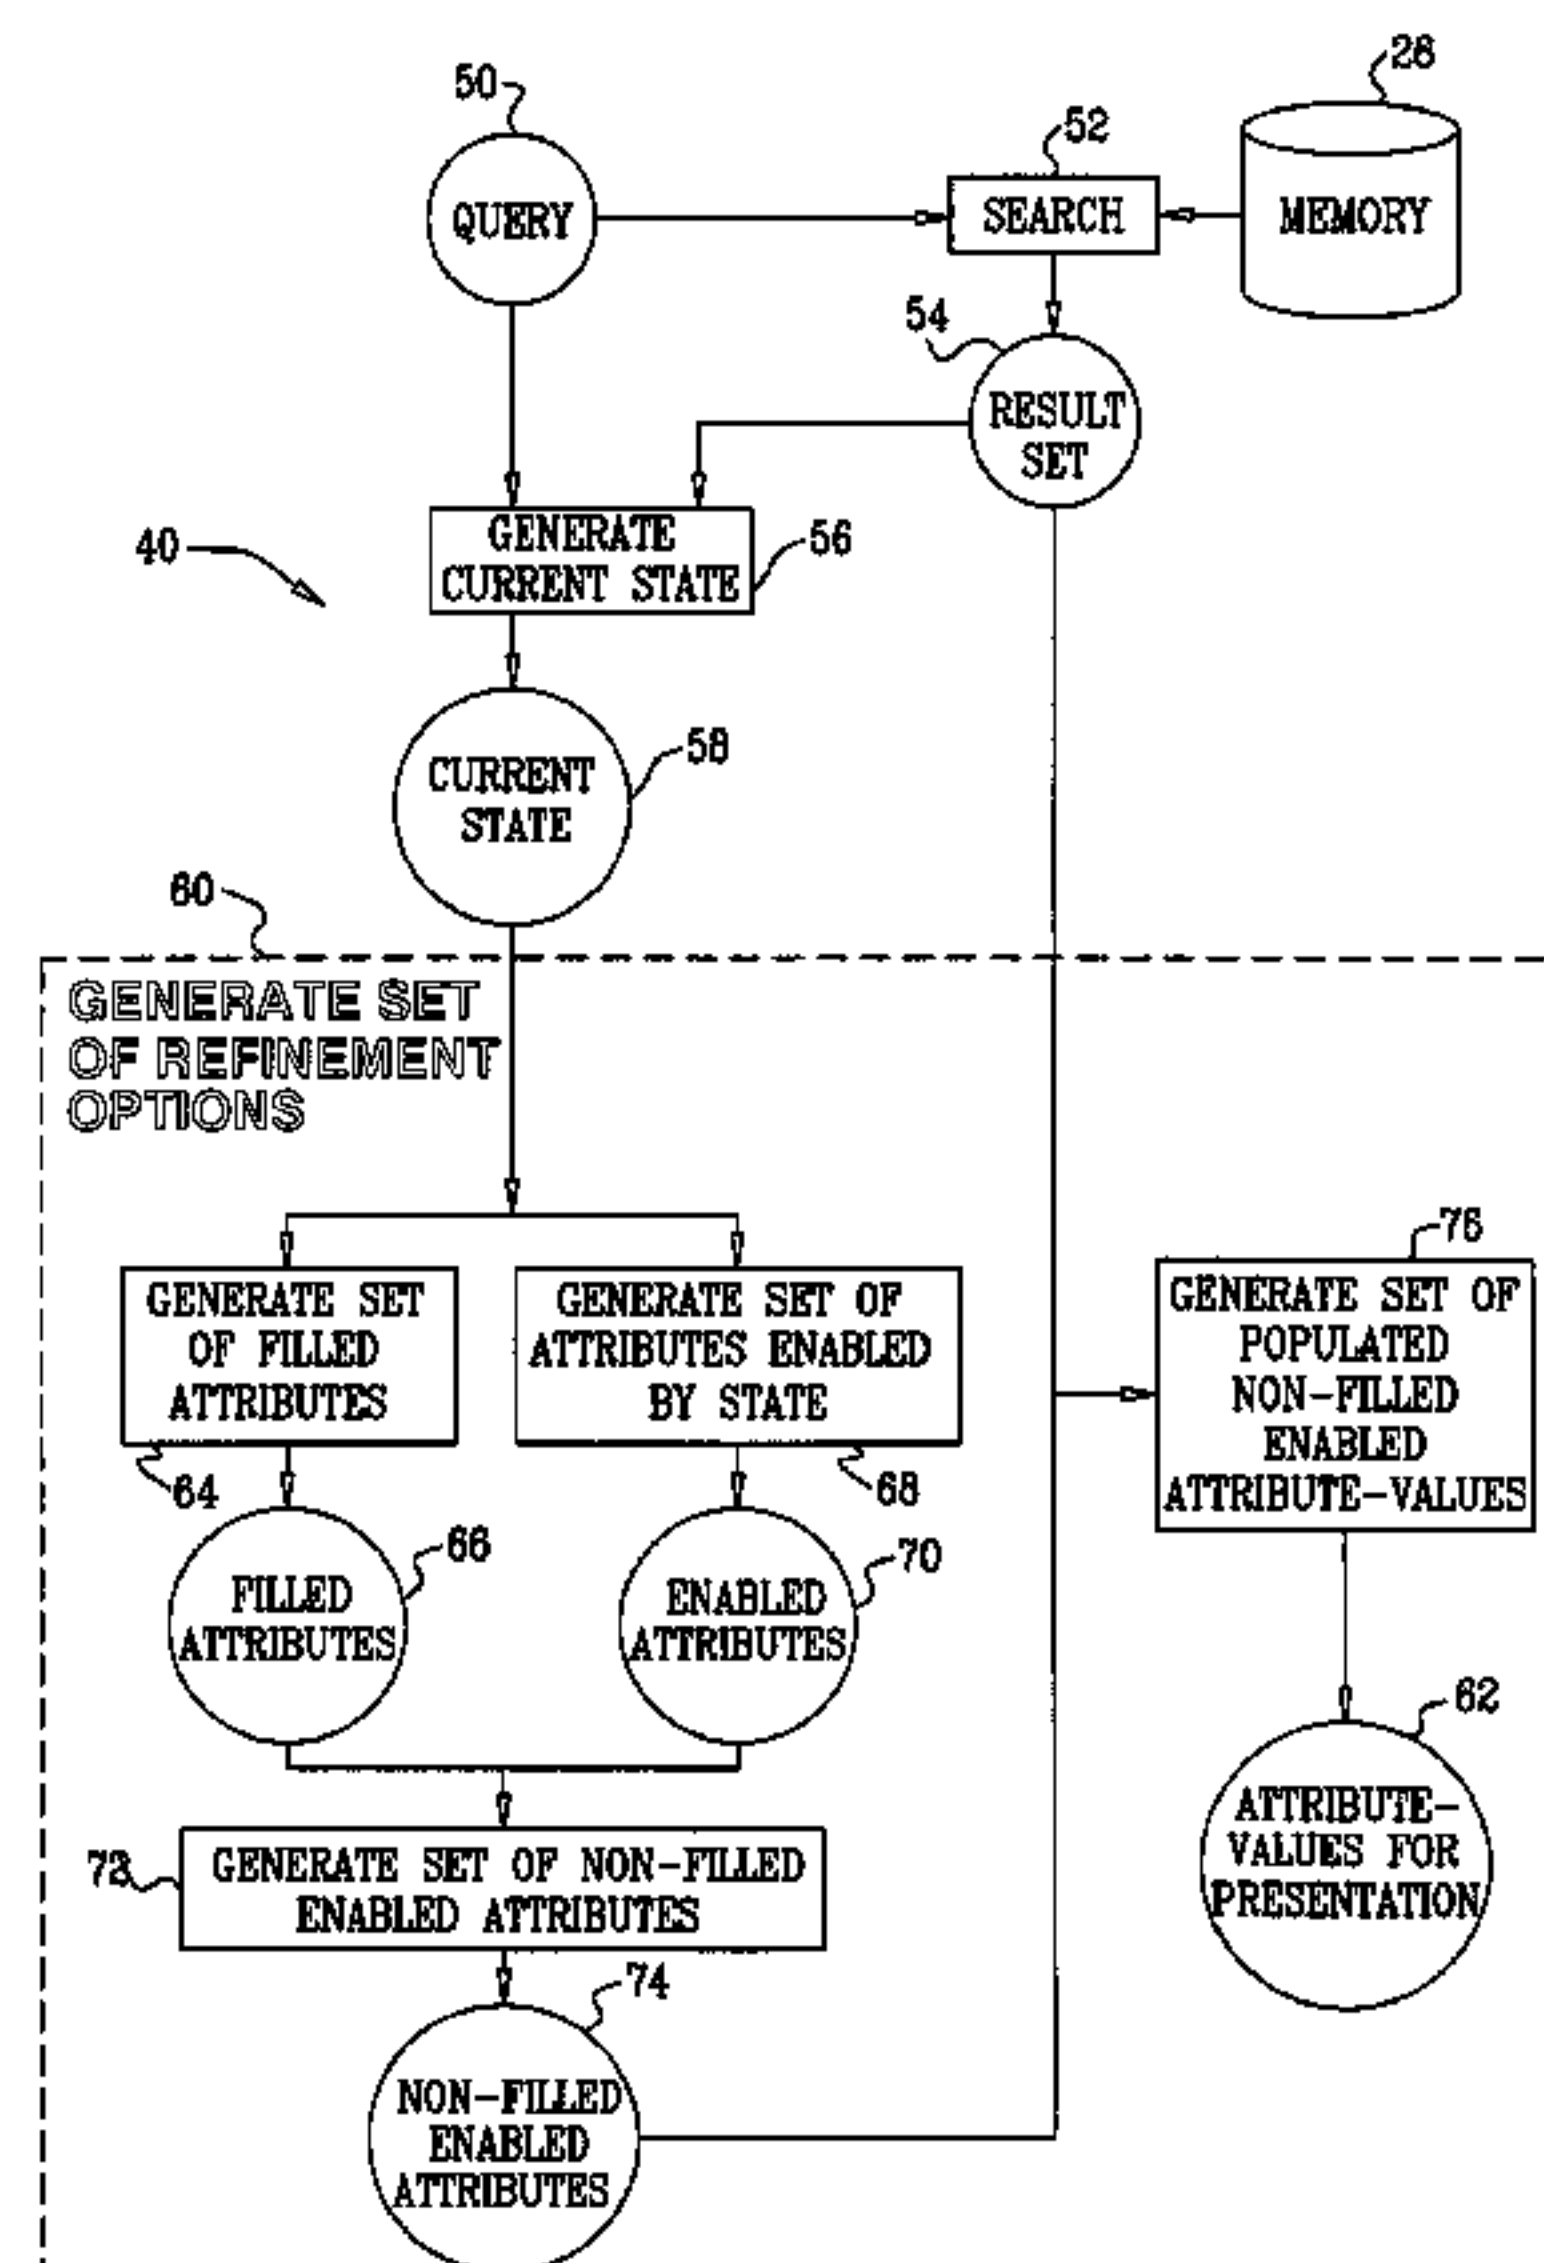 50
QUERY
52
SEARCH
28
MEMORY
54
RESULT
SET
40
GENERATE
CURRENT STATE
56
CURRENT
STATE
58
60
GENERATE SET
OF REFINEMENT
OPTIONS
GENERATE SET
OF FILLED
ATTRIBUTES
64
GENERATE SET OF
ATTRIBUTES ENABLED
BY STATE
68
76
GENERATE SET OF
POPULATED
NON-FILLED
ENABLED
ATTRIBUTE-VALUES
FILLED
ATTRIBUTES
66
ENABLED
ATTRIBUTES
70
62
ATTRIBUTE-
VALUES FOR
PRESENTATION
GENERATE SET OF NON-FILLED
ENABLED ATTRIBUTES
74
NON-FILLED
ENABLED
ATTRIBUTES